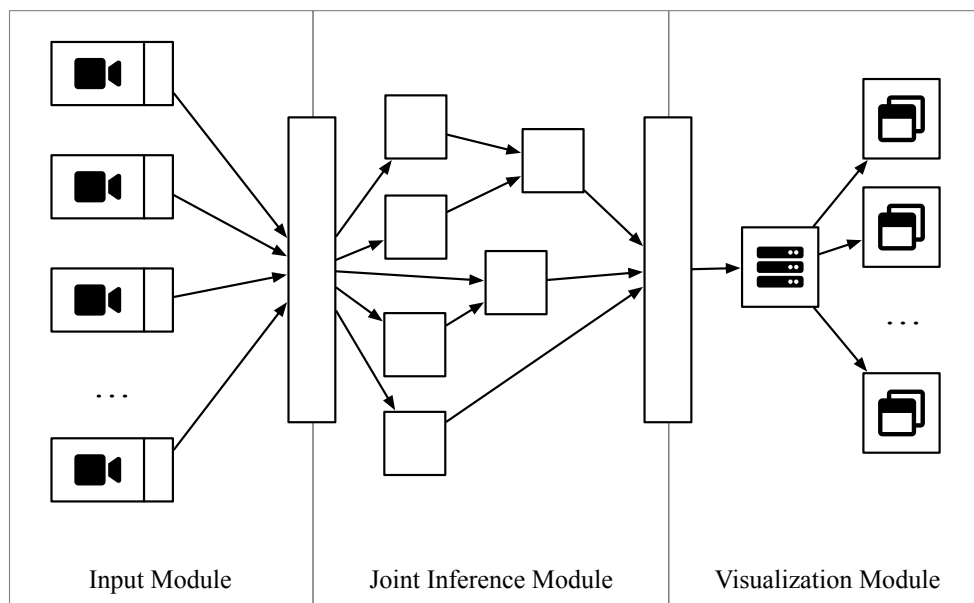 ...
...
Input Module
Joint Inference Module
Visualization Module